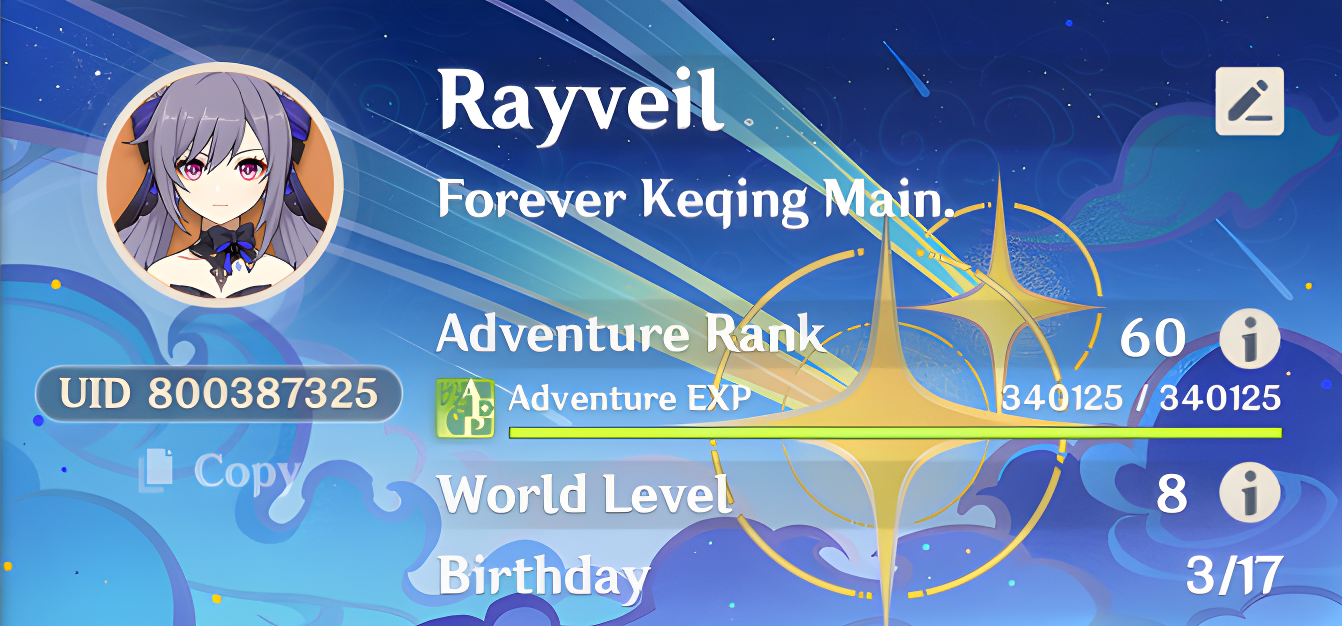 Rayveil
Forever Keqing Main.
Adventure Rank 60
Adventure EXP 340125 / 340125
UID 800387325
Copy
World Level 8
Birthday 3/17